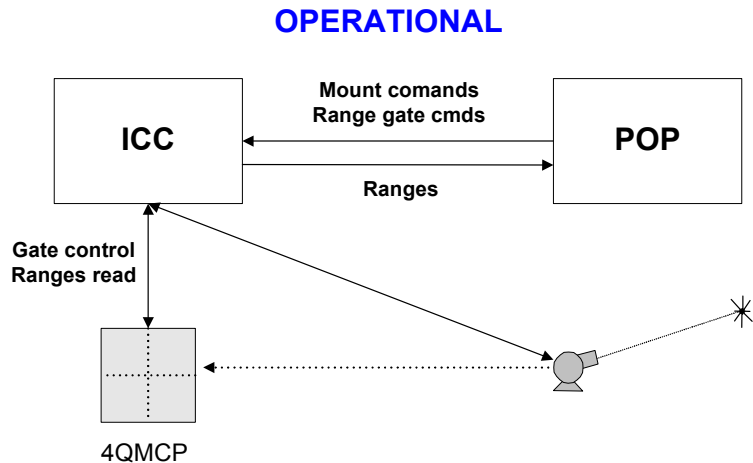 OPERATIONAL
Mount comands
Range gate cmds
ICC
POP
Ranges
Gate control
Ranges read
4QMCP